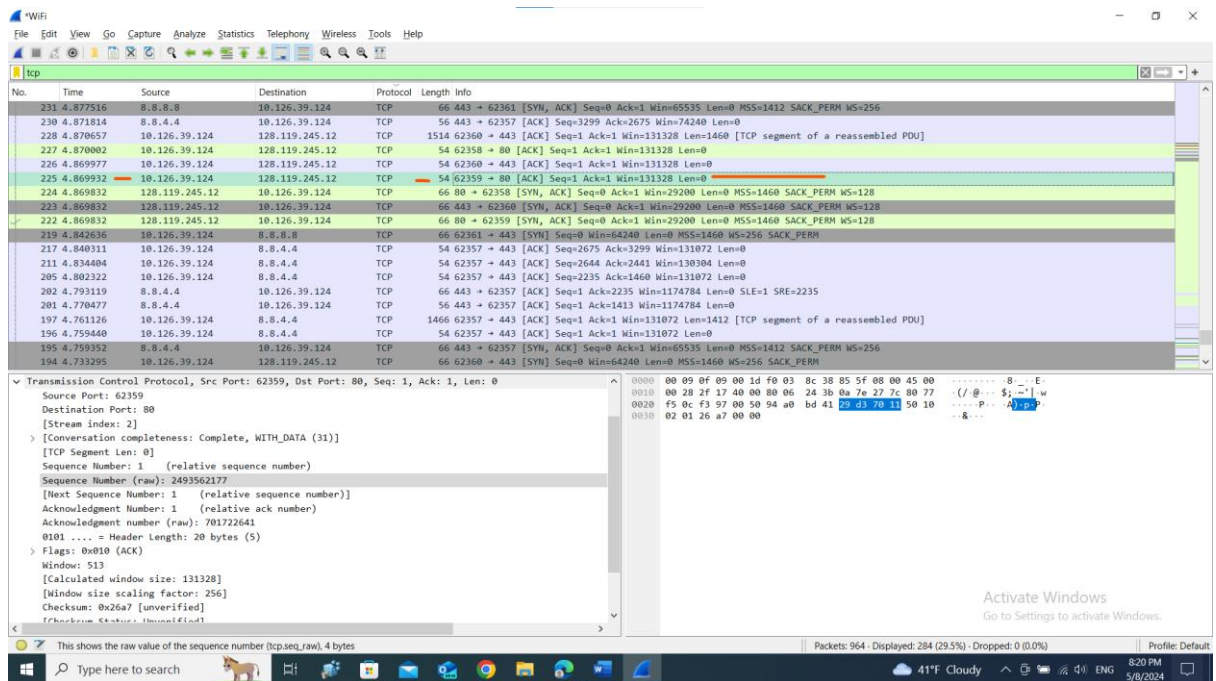 *WiFi
File Edit View Go Capture Analyze Statistics Telephony Wireless Tools Help
tcp
No. Time Source Destination Protocol Length Info
231 4.877516 8.8.8.8 10.126.39.124 TCP 66 443 → 62361 [SYN, ACK] Seq=0 Ack=1 Win=65535 Len=0 MSS=1412 SACK_PERM WS=256
230 4.871814 8.8.4.4 10.126.39.124 TCP 56 443 → 62357 [ACK] Seq=3299 Ack=2675 Win=74240 Len=0
228 4.870657 10.126.39.124 128.119.245.12 TCP 1514 62360 → 443 [ACK] Seq=1 Ack=1 Win=131328 Len=1460 [TCP segment of a reassembled PDU]
227 4.870002 10.126.39.124 128.119.245.12 TCP 54 62358 → 80 [ACK] Seq=1 Ack=1 Win=131328 Len=0
226 4.869977 10.126.39.124 128.119.245.12 TCP 54 62360 → 443 [ACK] Seq=1 Ack=1 Win=131328 Len=0
225 4.869932 10.126.39.124 128.119.245.12 TCP 54 62359 → 80 [ACK] Seq=1 Ack=1 Win=131328 Len=0
224 4.869832 128.119.245.12 10.126.39.124 TCP 66 80 → 62358 [SYN, ACK] Seq=0 Ack=1 Win=29200 Len=0 MSS=1460 SACK_PERM WS=128
223 4.869832 128.119.245.12 10.126.39.124 TCP 66 443 → 62360 [SYN, ACK] Seq=0 Ack=1 Win=29200 Len=0 MSS=1460 SACK_PERM WS=128
222 4.869832 128.119.245.12 10.126.39.124 TCP 66 80 → 62359 [SYN, ACK] Seq=0 Ack=1 Win=29200 Len=0 MSS=1460 SACK_PERM WS=128
219 4.842636 10.126.39.124 8.8.8.8 TCP 66 62361 → 443 [SYN] Seq=0 Win=64240 Len=0 MSS=1460 WS=256 SACK_PERM
217 4.840311 10.126.39.124 8.8.4.4 TCP 54 62357 → 443 [ACK] Seq=2675 Ack=3299 Win=131072 Len=0
211 4.834404 10.126.39.124 8.8.4.4 TCP 54 62357 → 443 [ACK] Seq=2644 Ack=2441 Win=130304 Len=0
205 4.802322 10.126.39.124 8.8.4.4 TCP 54 62357 → 443 [ACK] Seq=2235 Ack=1460 Win=131072 Len=0
202 4.793119 8.8.4.4 10.126.39.124 TCP 66 443 → 62357 [ACK] Seq=1 Ack=2235 Win=1174784 Len=0 SLE=1 SRE=2235
201 4.770477 8.8.4.4 10.126.39.124 TCP 56 443 → 62357 [ACK] Seq=1 Ack=1413 Win=1174784 Len=0
197 4.761126 10.126.39.124 8.8.4.4 TCP 1466 62357 → 443 [ACK] Seq=1 Ack=1 Win=131072 Len=1412 [TCP segment of a reassembled PDU]
196 4.759440 10.126.39.124 8.8.4.4 TCP 54 62357 → 443 [ACK] Seq=1 Ack=1 Win=131072 Len=0
195 4.759352 8.8.4.4 10.126.39.124 TCP 66 443 → 62357 [SYN, ACK] Seq=0 Ack=1 Win=65535 Len=0 MSS=1412 SACK_PERM WS=256
194 4.733295 10.126.39.124 128.119.245.12 TCP 66 62360 → 443 [SYN] Seq=0 Win=64240 Len=0 MSS=1460 WS=256 SACK_PERM
Transmission Control Protocol, Src Port: 62359, Dst Port: 80, Seq: 1, Ack: 1, Len: 0
Source Port: 62359
Destination Port: 80
[Stream index: 2]
[Conversation completeness: Complete, WITH_DATA (31)]
[TCP Segment Len: 0]
Sequence Number: 1 (relative sequence number)
Sequence Number (raw): 2493562177
[Next Sequence Number: 1 (relative sequence number)]
Acknowledgment Number: 1 (relative ack number)
Acknowledgment number (raw): 701722641
0101 .... = Header Length: 20 bytes (5)
Flags: 0x010 (ACK)
Window: 513
[Calculated window size: 131328]
[Window size scaling factor: 256]
Checksum: 0x26a7 [unverified]
[Checksum Status: Unverified]
0000 00 09 0f 09 00 1d f0 03 8c 38 85 5f 08 00 45 00 ········ ·8·_··E·
0010 00 28 2f 17 40 00 80 06 24 3b 0a 7e 27 7c 80 77 ·(/·@··· $;·~'|·w
0020 f5 0c f3 97 00 50 94 a0 bd 41 29 d3 70 11 50 10 ·····P·· ·A)·p·P·
0030 02 01 26 a7 00 00 ··&···
Activate Windows
Go to Settings to activate Windows.
This shows the raw value of the sequence number (tcp.seq_raw), 4 bytes
Packets: 964 · Displayed: 284 (29.5%) · Dropped: 0 (0.0%)
Profile: Default
Type here to search
41°F Cloudy
ENG
8:20 PM
5/8/2024